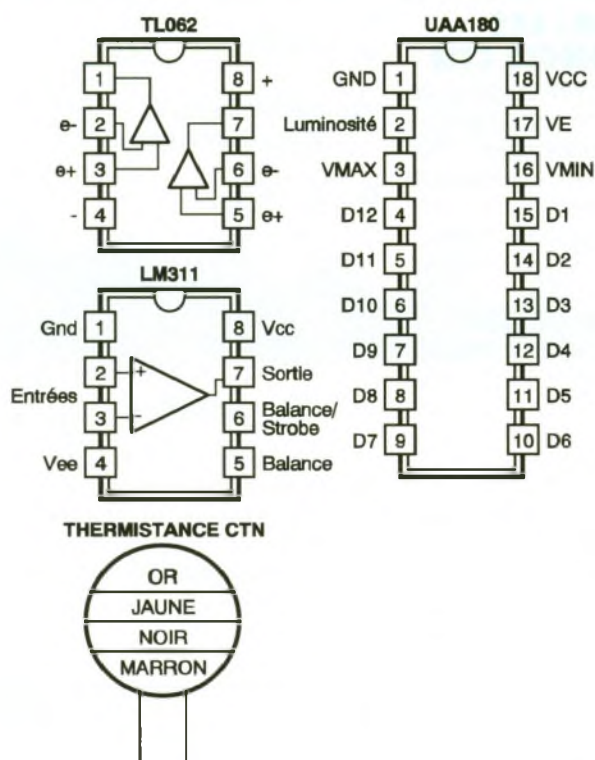 TL062
1 8 +
e- 2 7
e+ 3 6 e-
- 4 5 e+
LM311
Gnd 1 8 Vcc
2 + 7 Sortie
Entrées
3 - 6 Balance/
Strobe
Vee 4 5 Balance
THERMISTANCE CTN
OR
JAUNE
NOIR
MARRON
UAA180
GND 1 18 VCC
Luminosité 2 17 VE
VMAX 3 16 VMIN
D12 4 15 D1
D11 5 14 D2
D10 6 13 D3
D9 7 12 D4
D8 8 11 D5
D7 9 10 D6